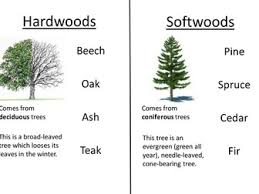 Hardwoods
Beech
Oak
Comes from
deciduous trees
Ash
This is a broad-leaved
tree which looses its
leaves in the winter.
Teak
Softwoods
Pine
Spruce
Comes from
coniferous trees
Cedar
This tree is an
evergreen (green all
year), needle-leaved,
cone-bearing tree.
Fir